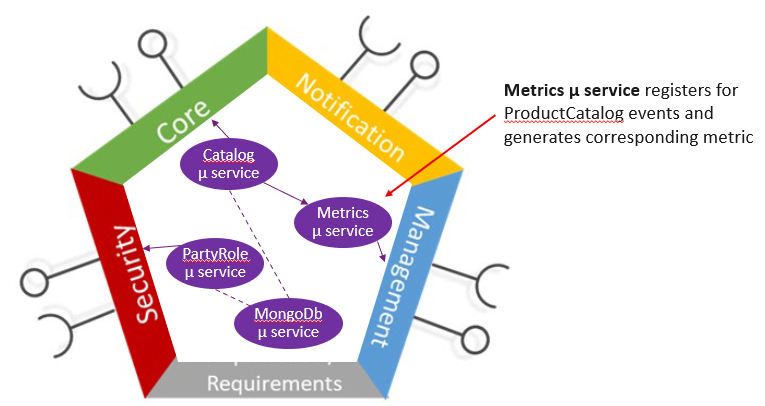 Core
Notification
Metrics µ service registers for
ProductCatalog events and
generates corresponding metric
Catalog
µ service
Metrics
µ service
Management
Security
PartyRole
µ service
MongoDb
µ service
Requirements